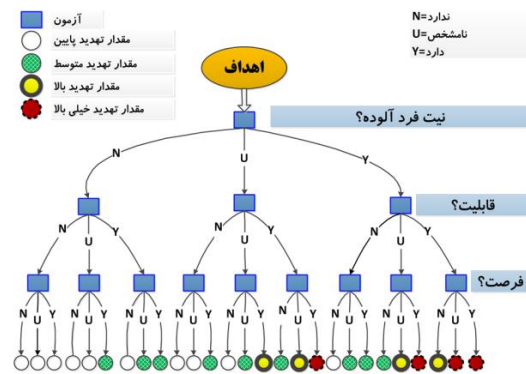 آزمون
مقدار تهدید پایین
مقدار تهدید متوسط
مقدار تهدید بالا
مقدار تهدید خیلی بالا
N=ندارد
U=نامشخص
Y=دارد
اهداف
نیت فرد آلوده؟
N U Y
قابلیت؟
N U Y N U Y N U Y
فرصت؟
N U Y N U Y N U Y N U Y N U Y N U Y N U Y N U Y N U Y